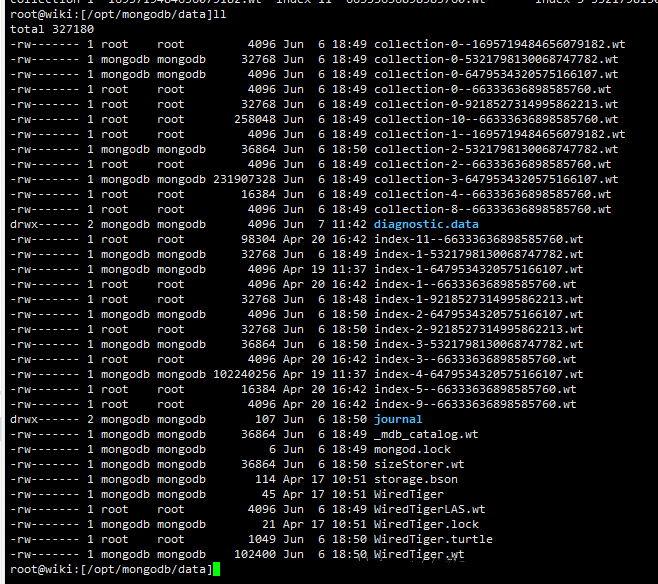 root@wiki:[/opt/mongodb/data]ll
total 327180
-rw------- 1 root    root         4096 Jun  6 18:49 collection-0--1695719484656079182.wt
-rw------- 1 mongodb mongodb     32768 Jun  6 18:49 collection-0-5321798130068747782.wt
-rw------- 1 mongodb mongodb      4096 Jun  6 18:49 collection-0-6479534320575166107.wt
-rw------- 1 root    root         4096 Jun  6 18:49 collection-0--66333636898585760.wt
-rw------- 1 root    root        32768 Jun  6 18:49 collection-0-9218527314995862213.wt
-rw------- 1 root    root       258048 Jun  6 18:49 collection-10--66333636898585760.wt
-rw------- 1 root    root         4096 Jun  6 18:49 collection-1--1695719484656079182.wt
-rw------- 1 mongodb mongodb     36864 Jun  6 18:50 collection-2-5321798130068747782.wt
-rw------- 1 root    root         4096 Jun  6 18:49 collection-2--66333636898585760.wt
-rw------- 1 mongodb mongodb 231907328 Jun  6 18:49 collection-3-6479534320575166107.wt
-rw------- 1 root    root        16384 Jun  6 18:49 collection-4--66333636898585760.wt
-rw------- 1 root    root         4096 Jun  6 18:49 collection-8--66333636898585760.wt
drwx------ 2 mongodb mongodb      4096 Jun  7 11:42 diagnostic.data
-rw------- 1 root    root        98304 Apr 20 16:42 index-11--66333636898585760.wt
-rw------- 1 mongodb mongodb     32768 Jun  6 18:49 index-1-5321798130068747782.wt
-rw------- 1 mongodb mongodb      4096 Apr 19 11:37 index-1-6479534320575166107.wt
-rw------- 1 root    root         4096 Apr 20 16:42 index-1--66333636898585760.wt
-rw------- 1 root    root        32768 Jun  6 18:48 index-1-9218527314995862213.wt
-rw------- 1 mongodb mongodb      4096 Jun  6 18:50 index-2-6479534320575166107.wt
-rw------- 1 root    root        32768 Jun  6 18:50 index-2-9218527314995862213.wt
-rw------- 1 mongodb mongodb     36864 Jun  6 18:50 index-3-5321798130068747782.wt
-rw------- 1 root    root         4096 Apr 20 16:42 index-3--66333636898585760.wt
-rw------- 1 mongodb mongodb 102240256 Apr 19 11:37 index-4-6479534320575166107.wt
-rw------- 1 root    root        16384 Apr 20 16:42 index-5--66333636898585760.wt
-rw------- 1 root    root         4096 Apr 20 16:42 index-9--66333636898585760.wt
drwx------ 2 mongodb mongodb       107 Jun  6 18:50 journal
-rw------- 1 mongodb mongodb     36864 Jun  6 18:49 _mdb_catalog.wt
-rw------- 1 mongodb mongodb         6 Jun  6 18:49 mongod.lock
-rw------- 1 mongodb mongodb     36864 Jun  6 18:50 sizeStorer.wt
-rw------- 1 mongodb mongodb       114 Apr 17 10:51 storage.bson
-rw------- 1 mongodb mongodb        45 Apr 17 10:51 WiredTiger
-rw------- 1 root    root         4096 Jun  6 18:49 WiredTigerLAS.wt
-rw------- 1 mongodb mongodb        21 Apr 17 10:51 WiredTiger.lock
-rw------- 1 mongodb mongodb      1049 Jun  6 18:50 WiredTiger.turtle
-rw------- 1 mongodb mongodb    102400 Jun  6 18:50 WiredTiger.wt
root@wiki:[/opt/mongodb/data]